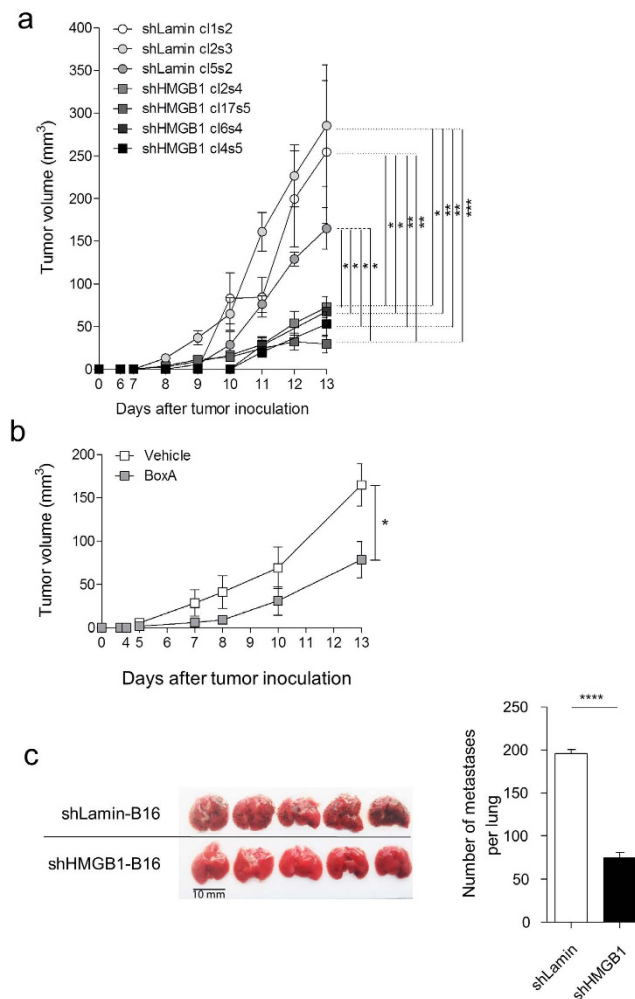 a
Tumor volume (mm3)
400
350
300
250
200
150
100
50
0
shLamin cl1s2
shLamin cl2s3
shLamin cl5s2
shHMGB1 cl2s4
shHMGB1 cl17s5
shHMGB1 cl6s4
shHMGB1 cl4s5
* * * *
* * ** **
* ** ** ***
0 6 7 8 9 10 11 12 13
Days after tumor inoculation
b
Tumor volume (mm3)
200
150
100
50
0
Vehicle
BoxA
*
0 4 5 7 8 10 11 12 13
Days after tumor inoculation
c
shLamin-B16
shHMGB1-B16
10 mm
Number of metastases
per lung
250
200
150
100
50
0
****
shLamin
shHMGB1